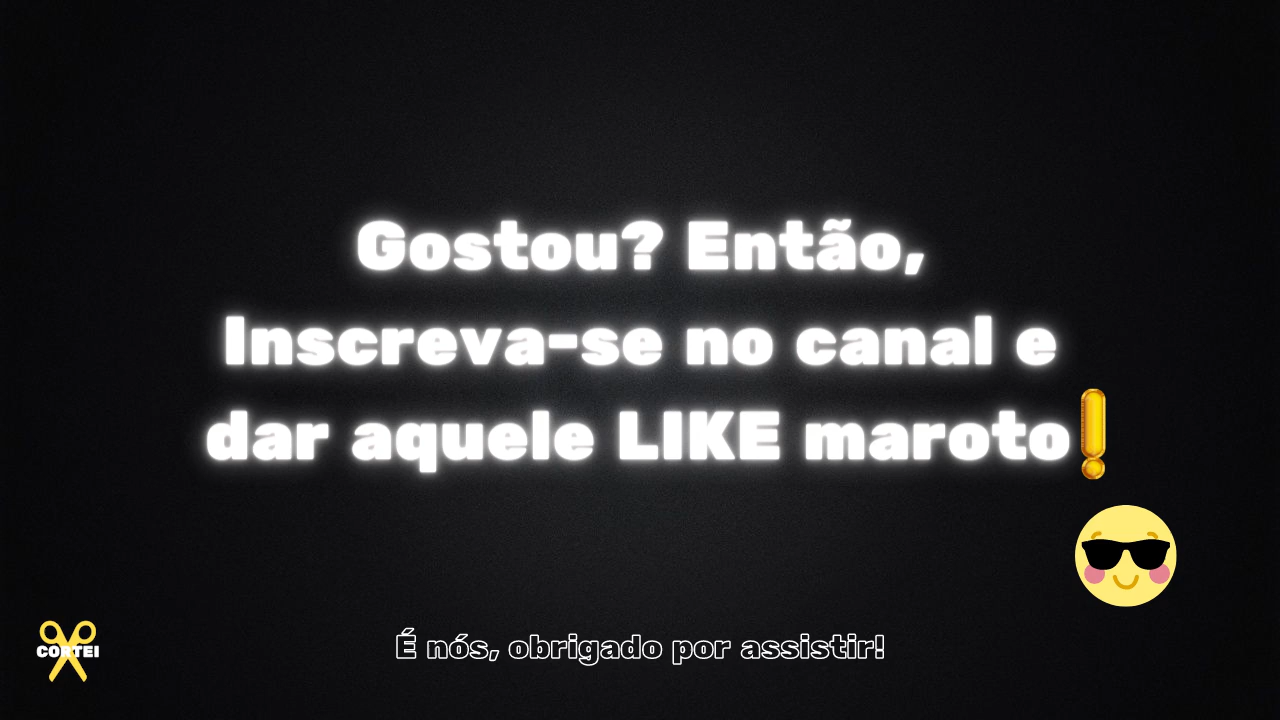 Gostou? Então,
Inscreva-se no canal e
dar aquele LIKE maroto!
É nós, obrigado por assistir!
CORTEI